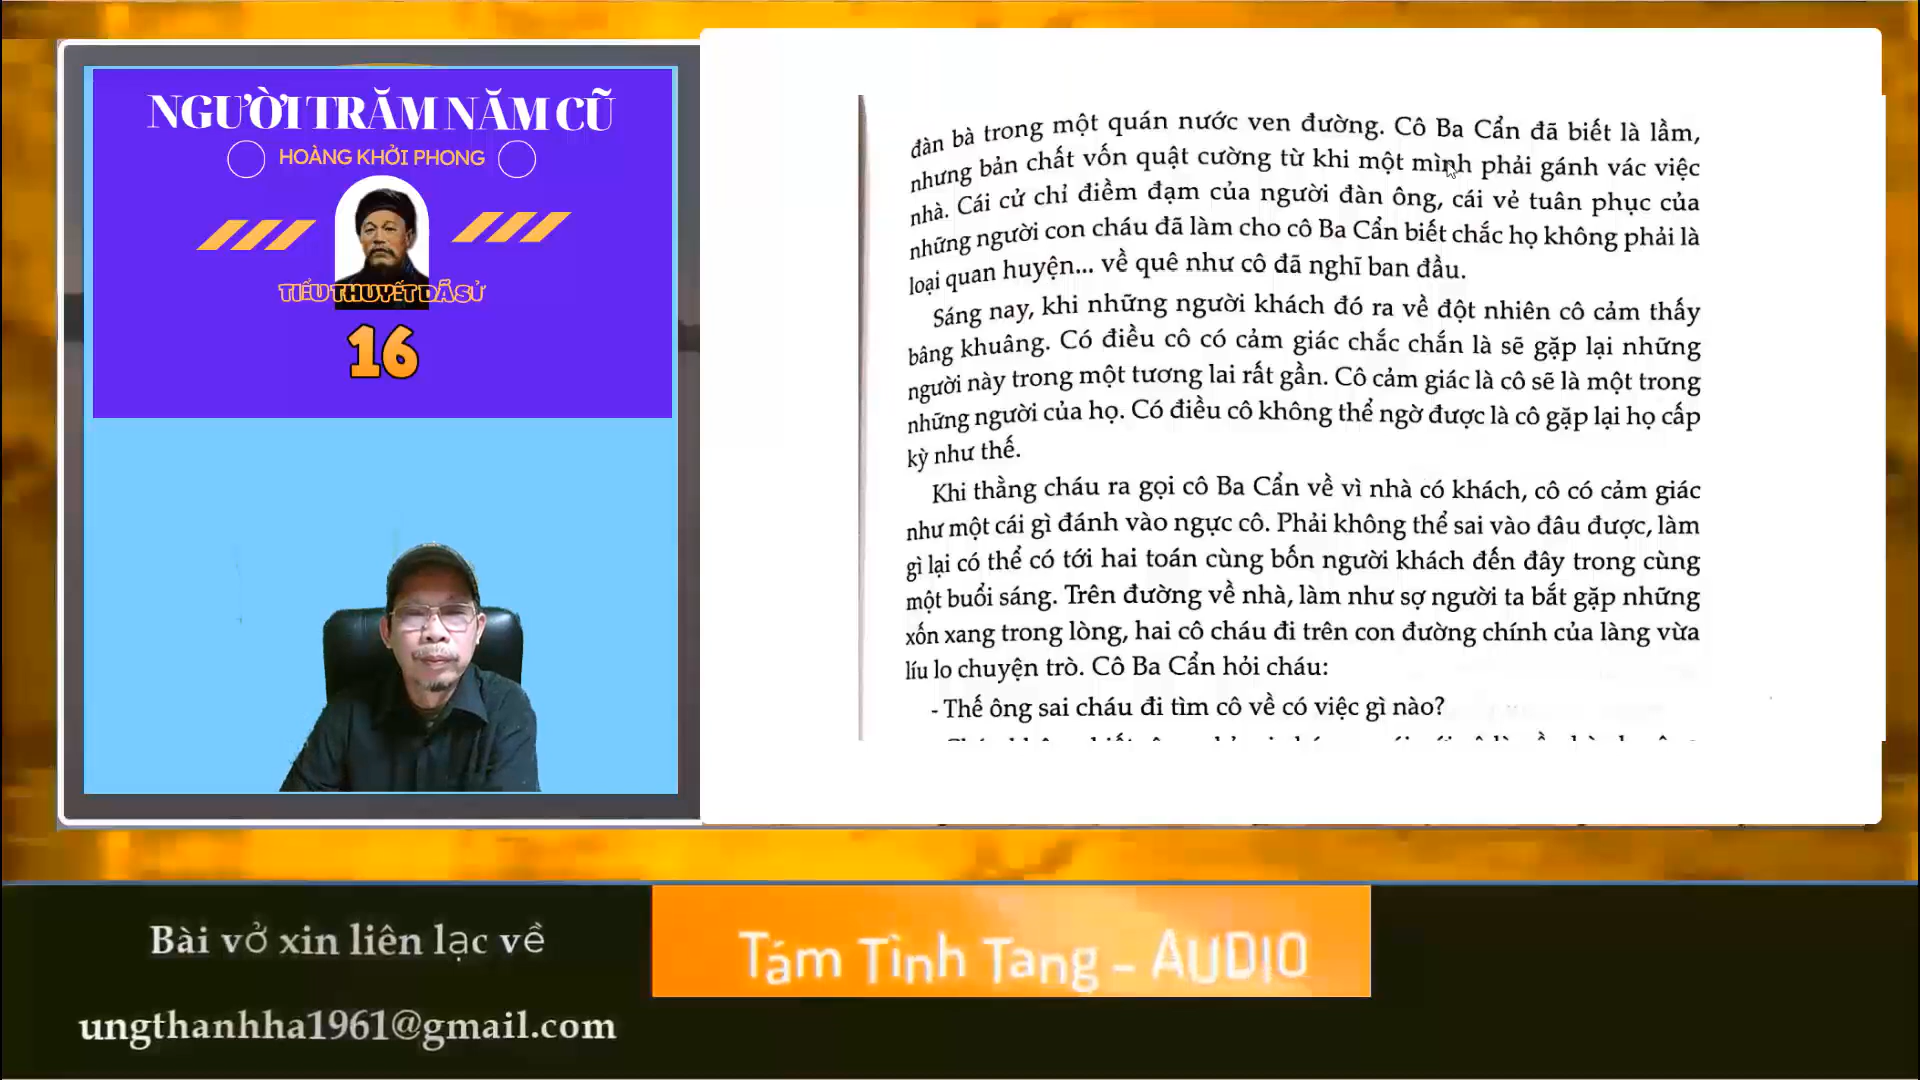 NGƯỜI TRĂM NĂM CŨ
HOÀNG KHỞI PHONG
TIỂU THUYẾT DÃ SỬ
16
đàn bà trong một quán nước ven đường. Cô Ba Cẩn đã biết là lầm,
nhưng bản chất vốn quật cường từ khi một mình phải gánh vác việc
nhà. Cái cử chỉ điềm đạm của người đàn ông, cái vẻ tuân phục của
những người con cháu đã làm cho cô Ba Cẩn biết chắc họ không phải là
loại quan huyện... về quê như cô đã nghĩ ban đầu.
Sáng nay, khi những người khách đó ra về đột nhiên cô cảm thấy
bâng khuâng. Có điều cô có cảm giác chắc chắn là sẽ gặp lại những
người này trong một tương lai rất gần. Cô cảm giác là cô sẽ là một trong
những người của họ. Có điều cô không thể ngờ được là cô gặp lại họ cấp
kỳ như thế.
Khi thằng cháu ra gọi cô Ba Cẩn về vì nhà có khách, cô có cảm giác
như một cái gì đánh vào ngực cô. Phải không thể sai vào đâu được, làm
gì lại có thể có tới hai toán cùng bốn người khách đến đây trong cùng
một buổi sáng. Trên đường về nhà, làm như sợ người ta bắt gặp những
xốn xang trong lòng, hai cô cháu đi trên con đường chính của làng vừa
líu lo chuyện trò. Cô Ba Cẩn hỏi cháu:
- Thế ông sai cháu đi tìm cô về có việc gì nào?
Bài vở xin liên lạc về
ungthanhha1961@gmail.com
Tám Tình Tang - AUDIO